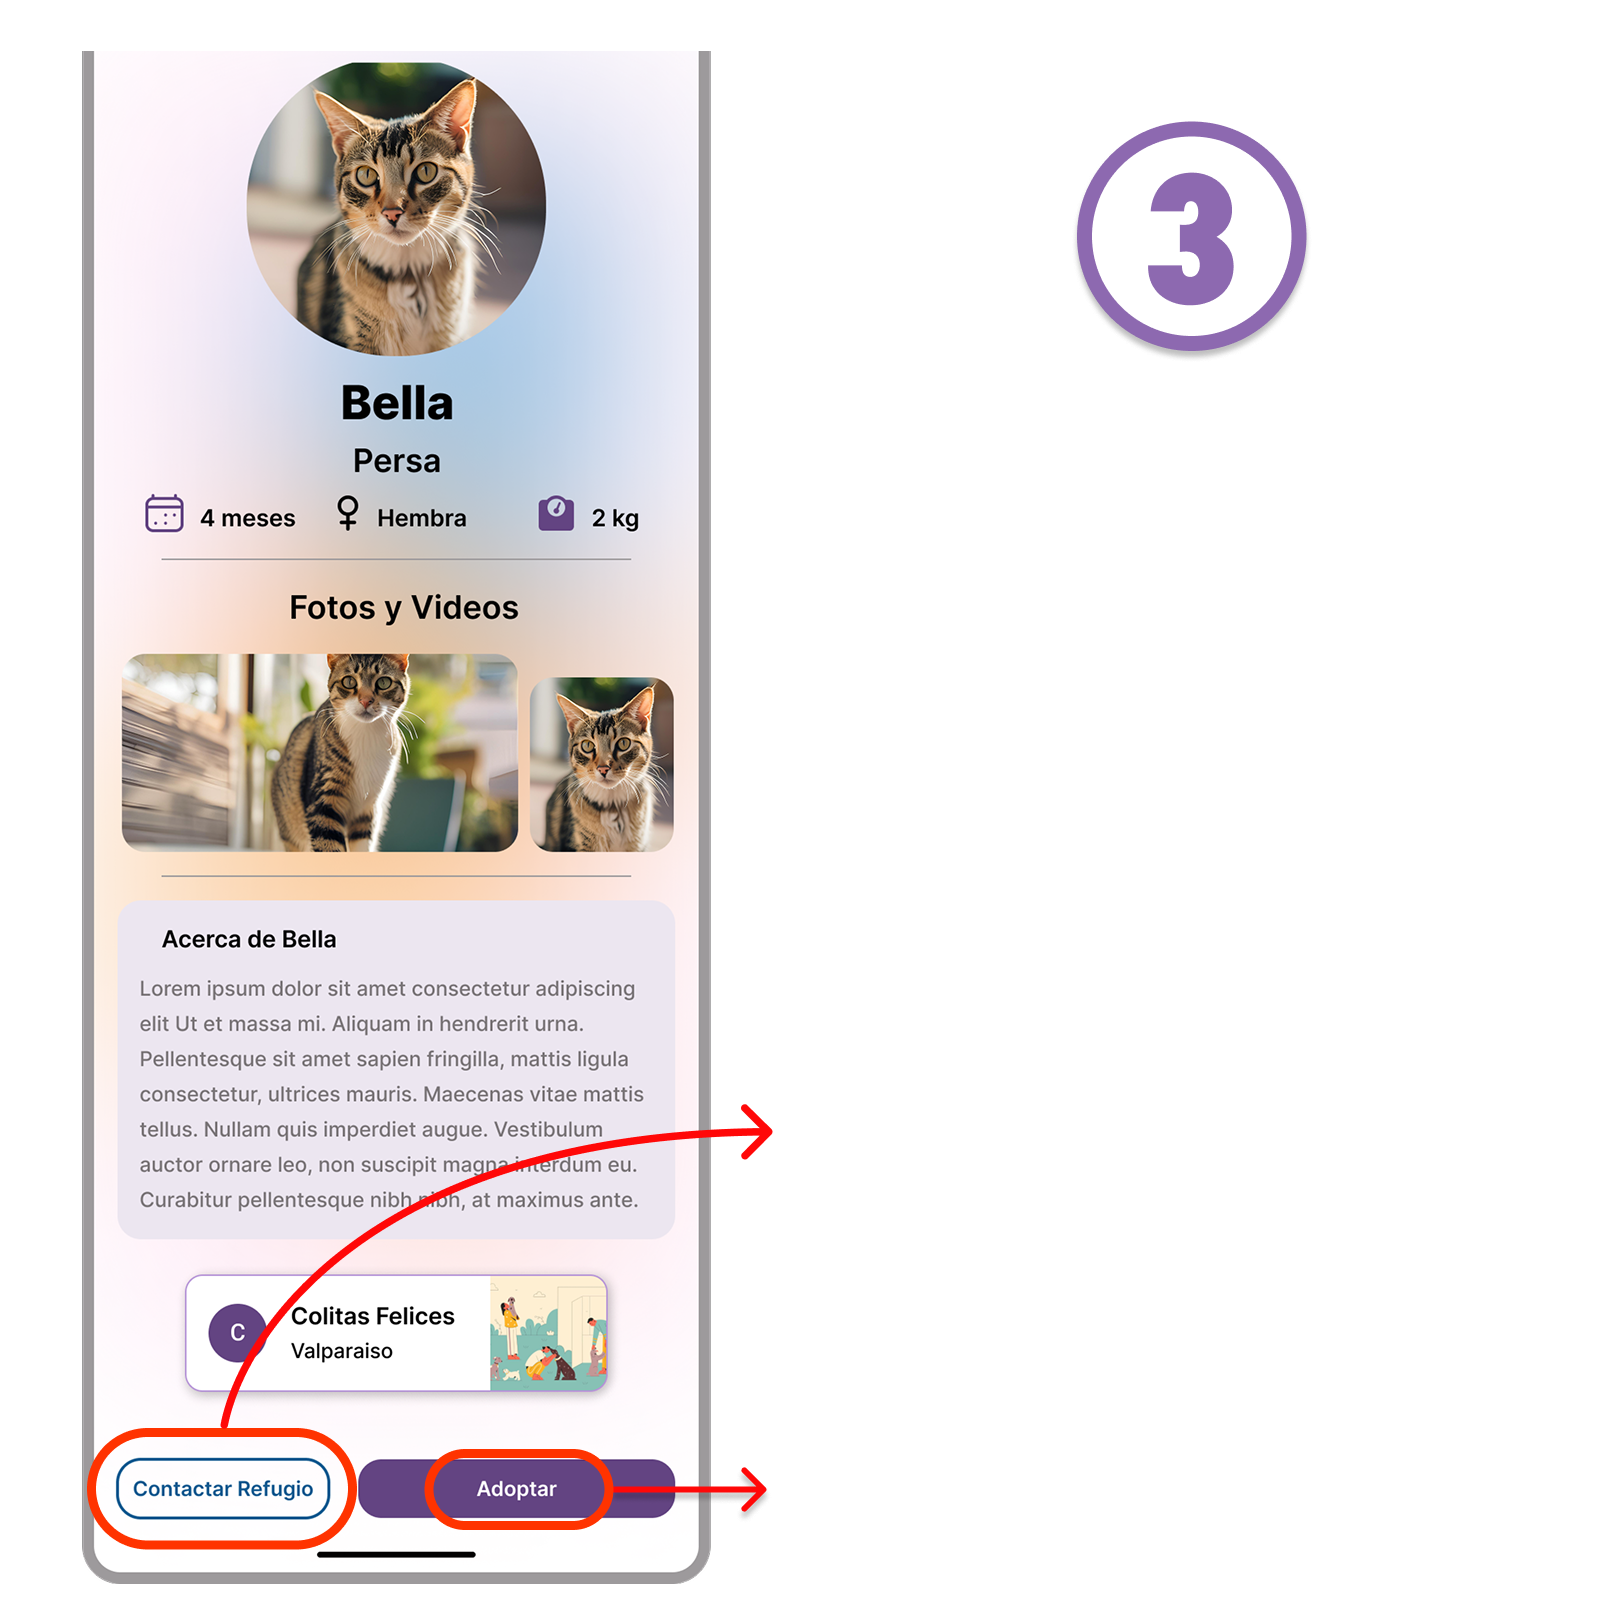 3
Bella
Persa
4 meses
Hembra
2 kg
Fotos y Videos
Acerca de Bella
Lorem ipsum dolor sit amet consectetur adipiscing
elit Ut et massa mi. Aliquam in hendrerit urna.
Pellentesque sit amet sapien fringilla, mattis ligula
consectetur, ultrices mauris. Maecenas vitae mattis
tellus. Nullam quis imperdiet augue. Vestibulum
auctor ornare leo, non suscipit magna interdum eu.
Curabitur pellentesque nibh nibh, at maximus ante.
C
Colitas Felices
Valparaiso
Contactar Refugio
Adoptar